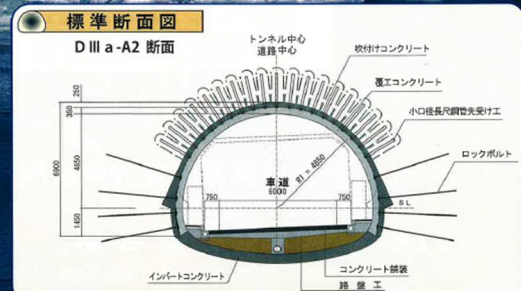 標準断面図
DⅢa-A2 断面
トンネル中心
道路中心
吹付けコンクリート
覆工コンクリート
小口径長尺鋼管先受け工
ロックボルト
250
350
6900
4850
1450
車道
6000
750
750
R1=4850
SL
インバートコンクリート
コンクリート舗装
路盤工